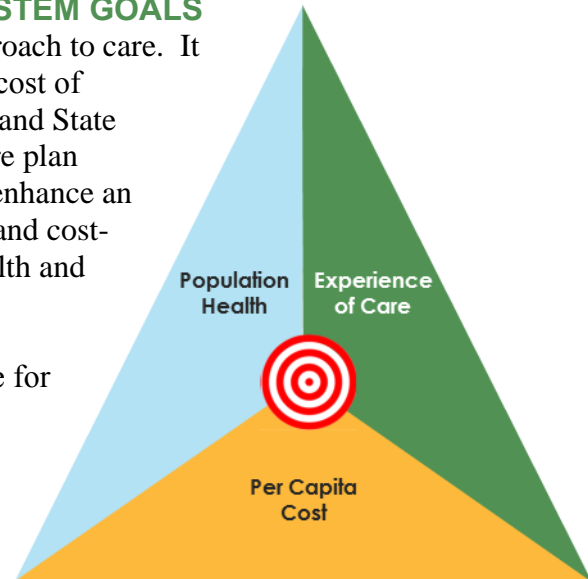 STEM GOALS
roach to care.  It
cost of
and State
re plan
enhance an
and cost-
lth and
e for
Population
Health
Experience
of Care
Per Capita
Cost